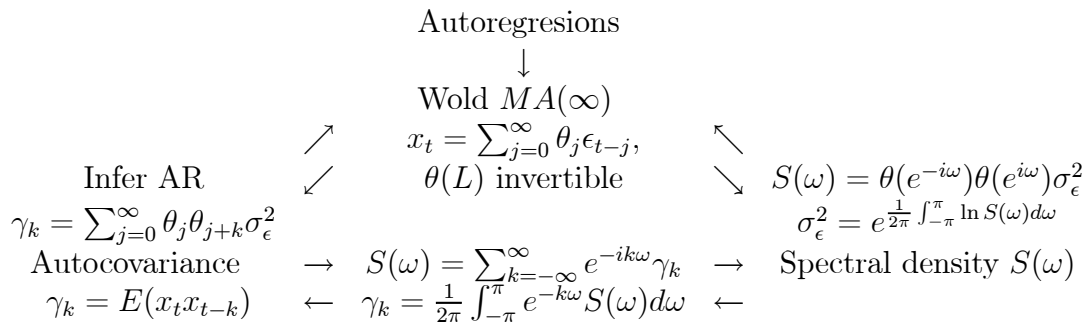 Autoregresions
↓
Wold MA(∞)
↗ x_t = ∑_{j=0}^{∞} θ_j ϵ_{t−j}, ↖
Infer AR ↙ θ(L) invertible ↘ S(ω) = θ(e^{−iω})θ(e^{iω})σ_ϵ^2
γ_k = ∑_{j=0}^{∞} θ_j θ_{j+k} σ_ϵ^2 σ_ϵ^2 = e^{\frac{1}{2π} ∫_{−π}^{π} ln S(ω)dω}
Autocovariance → S(ω) = ∑_{k=−∞}^{∞} e^{−ikω} γ_k → Spectral density S(ω)
γ_k = E(x_t x_{t−k}) ← γ_k = \frac{1}{2π} ∫_{−π}^{π} e^{−kω} S(ω)dω ←